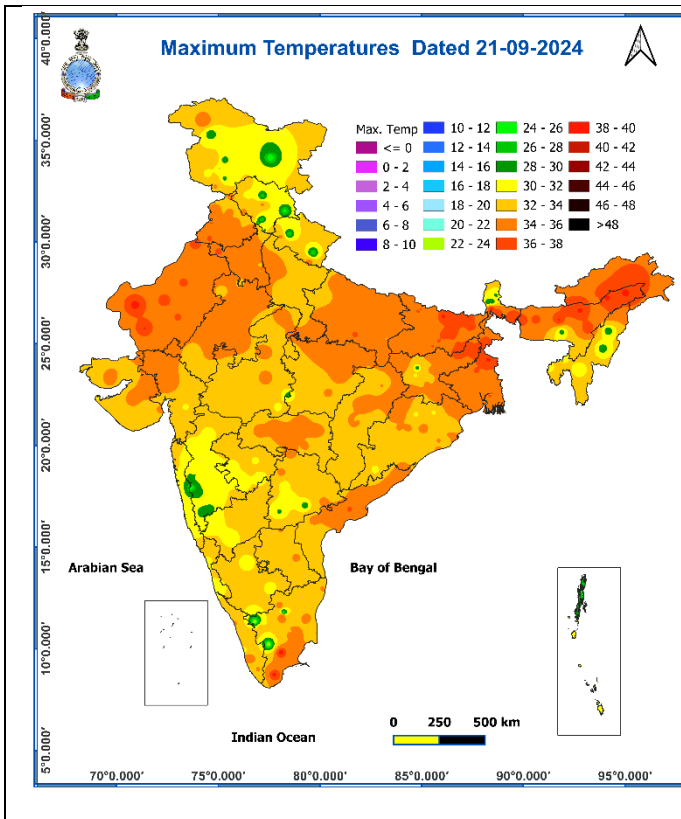 Maximum Temperatures Dated 21-09-2024
Max. Temp
<= 0
0 - 2
2 - 4
4 - 6
6 - 8
8 - 10
10 - 12
12 - 14
14 - 16
16 - 18
18 - 20
20 - 22
22 - 24
24 - 26
26 - 28
28 - 30
30 - 32
32 - 34
34 - 36
36 - 38
38 - 40
40 - 42
42 - 44
44 - 46
46 - 48
>48
40°0.000'
35°0.000'
30°0.000'
25°0.000'
20°0.000'
15°0.000'
10°0.000'
5°0.000'
Arabian Sea
Bay of Bengal
Indian Ocean
0 250 500 km
70°0.000' 75°0.000' 80°0.000' 85°0.000' 90°0.000' 95°0.000'